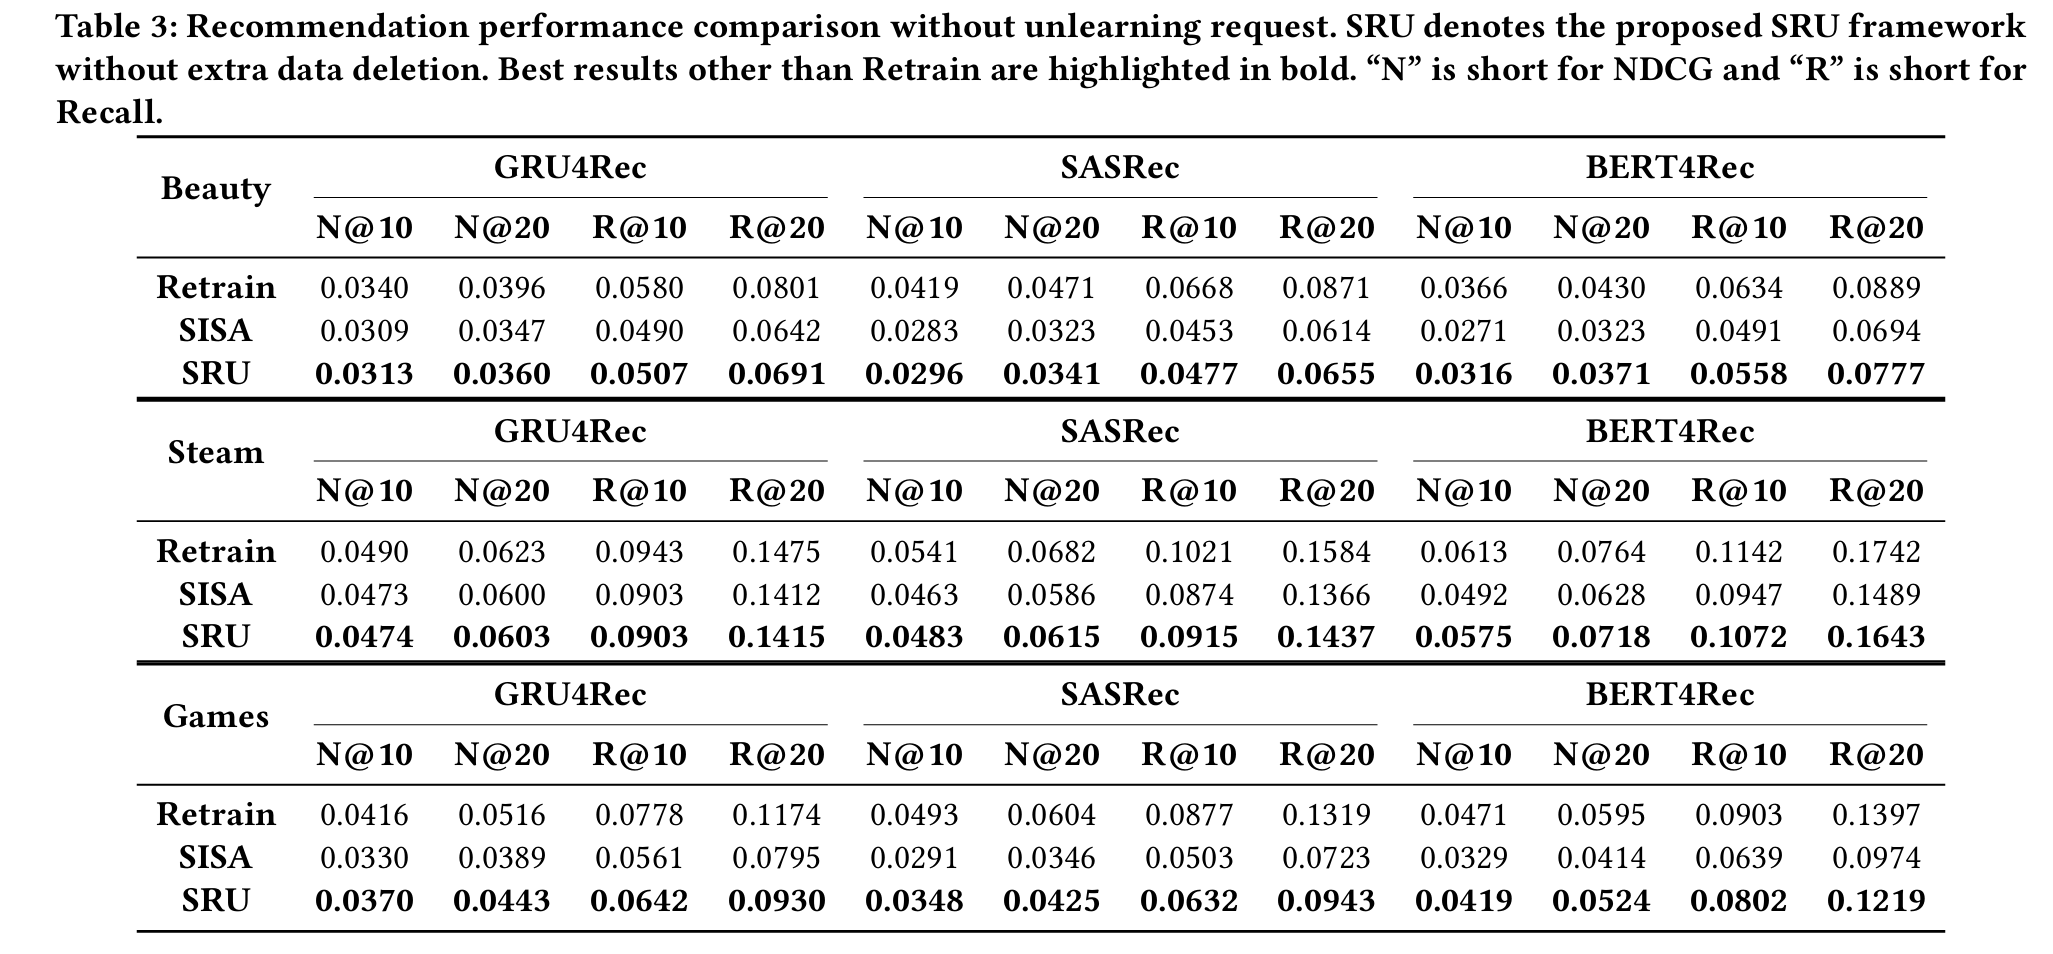 Table 3: Recommendation performance comparison without unlearning request. SRU denotes the proposed SRU framework
without extra data deletion. Best results other than Retrain are highlighted in bold. “N” is short for NDCG and “R” is short for
Recall.
Beauty GRU4Rec SASRec BERT4Rec
N@10 N@20 R@10 R@20 N@10 N@20 R@10 R@20 N@10 N@20 R@10 R@20
Retrain 0.0340 0.0396 0.0580 0.0801 0.0419 0.0471 0.0668 0.0871 0.0366 0.0430 0.0634 0.0889
SISA 0.0309 0.0347 0.0490 0.0642 0.0283 0.0323 0.0453 0.0614 0.0271 0.0323 0.0491 0.0694
SRU 0.0313 0.0360 0.0507 0.0691 0.0296 0.0341 0.0477 0.0655 0.0316 0.0371 0.0558 0.0777
Steam GRU4Rec SASRec BERT4Rec
N@10 N@20 R@10 R@20 N@10 N@20 R@10 R@20 N@10 N@20 R@10 R@20
Retrain 0.0490 0.0623 0.0943 0.1475 0.0541 0.0682 0.1021 0.1584 0.0613 0.0764 0.1142 0.1742
SISA 0.0473 0.0600 0.0903 0.1412 0.0463 0.0586 0.0874 0.1366 0.0492 0.0628 0.0947 0.1489
SRU 0.0474 0.0603 0.0903 0.1415 0.0483 0.0615 0.0915 0.1437 0.0575 0.0718 0.1072 0.1643
Games GRU4Rec SASRec BERT4Rec
N@10 N@20 R@10 R@20 N@10 N@20 R@10 R@20 N@10 N@20 R@10 R@20
Retrain 0.0416 0.0516 0.0778 0.1174 0.0493 0.0604 0.0877 0.1319 0.0471 0.0595 0.0903 0.1397
SISA 0.0330 0.0389 0.0561 0.0795 0.0291 0.0346 0.0503 0.0723 0.0329 0.0414 0.0639 0.0974
SRU 0.0370 0.0443 0.0642 0.0930 0.0348 0.0425 0.0632 0.0943 0.0419 0.0524 0.0802 0.1219